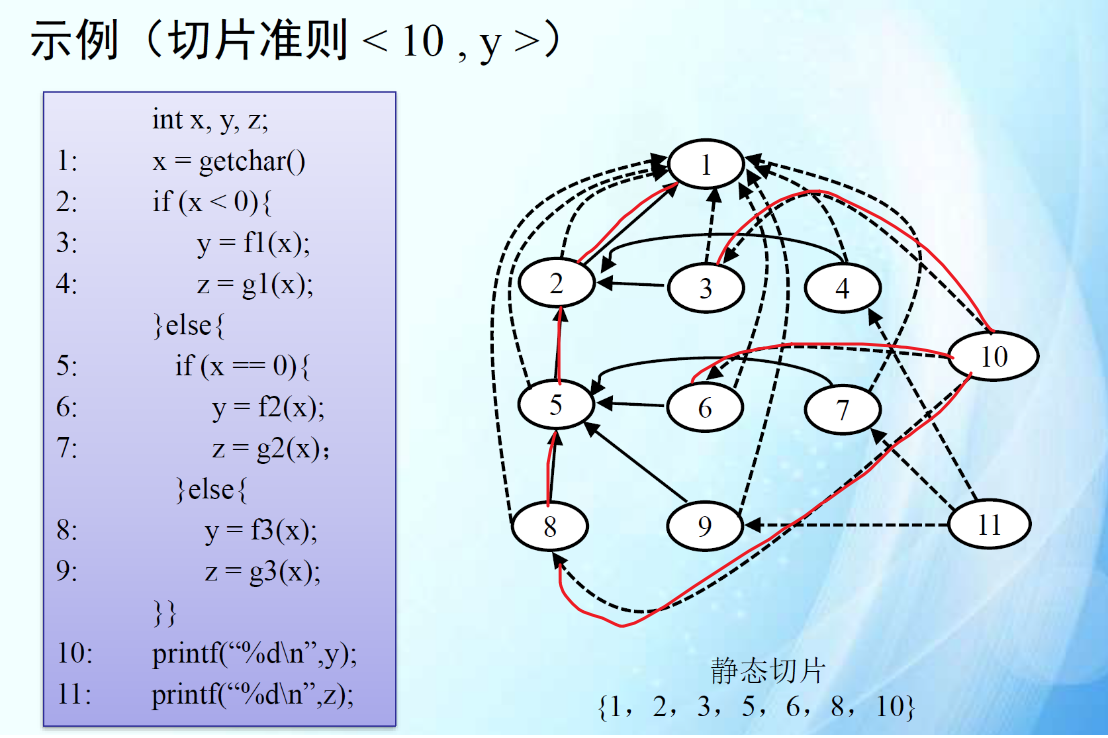 示例（切片准则 < 10 , y >）
int x, y, z;
1: x = getchar()
2: if (x < 0){
3: y = f1(x);
4: z = g1(x);
}else{
5: if (x == 0){
6: y = f2(x);
7: z = g2(x)；
}else{
8: y = f3(x);
9: z = g3(x);
}}
10: printf(“%d\n”,y);
11: printf(“%d\n”,z);
1
2
3
4
10
5
6
7
8
9
11
静态切片
{1，2，3，5，6，8，10}